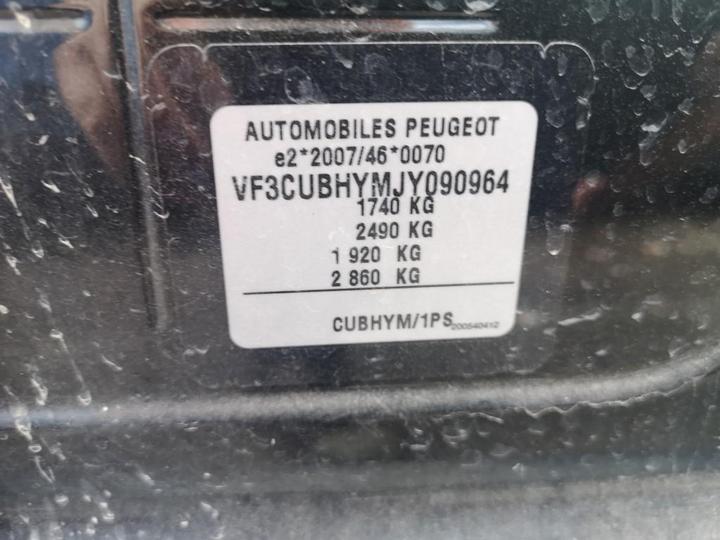 AUTOMOBILES PEUGEOT
e2*2007/46*0070
VF3CUBHYMJY090964
1740 KG
2490 KG
1 920 KG
2 860 KG
CUBHYM/1PS 200540412